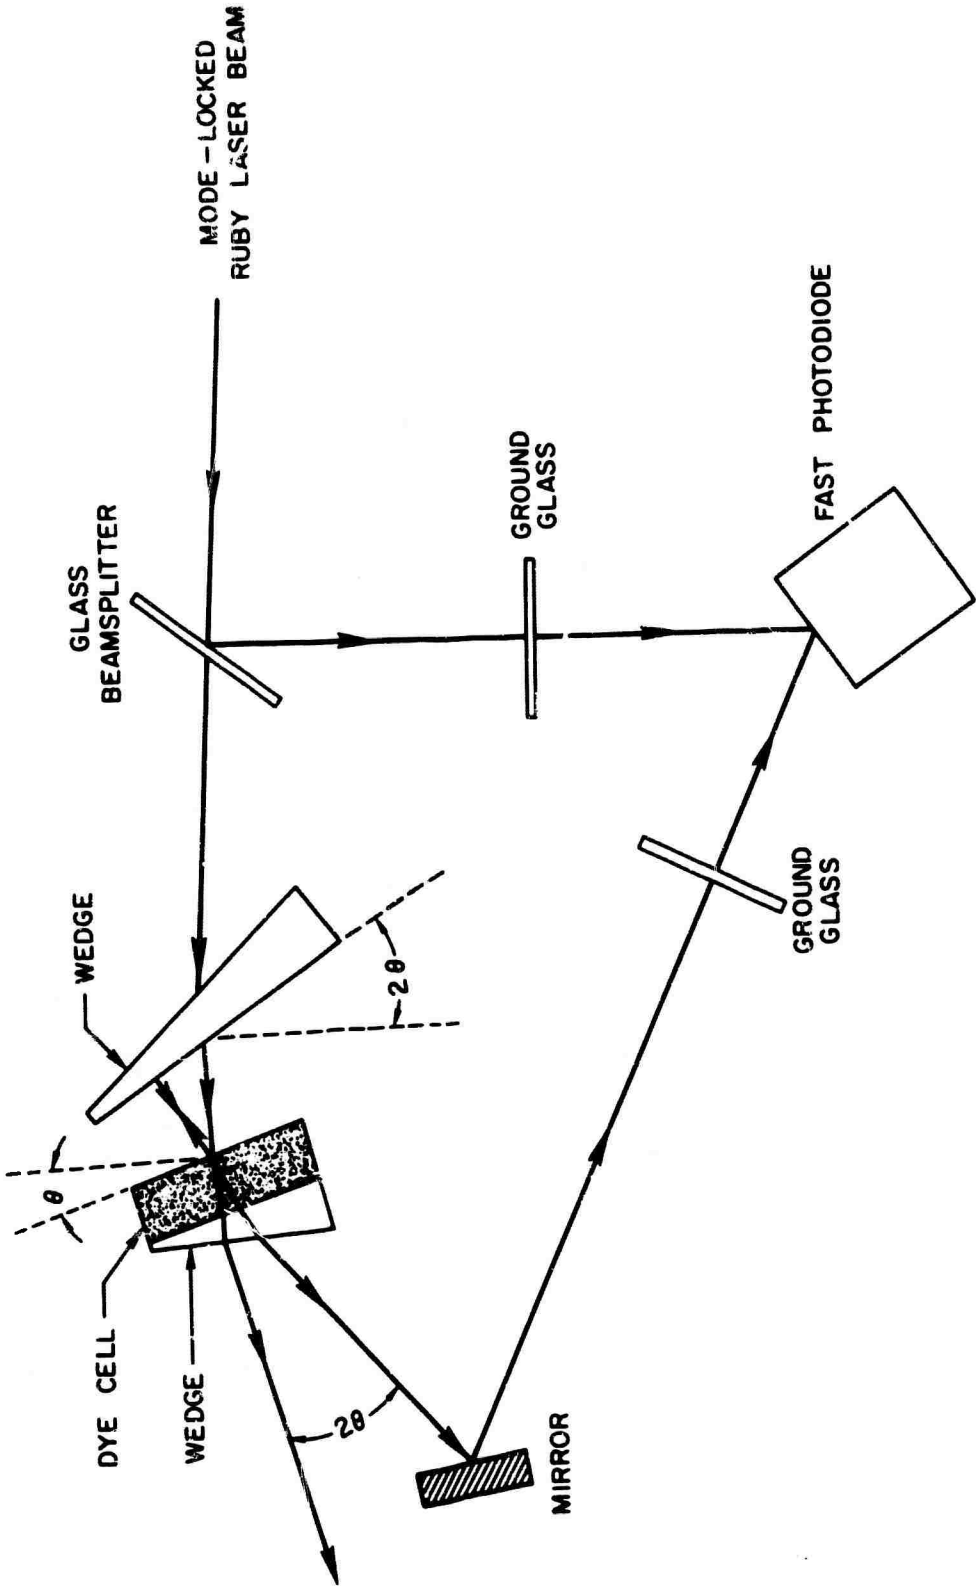 MODE-LOCKED
RUBY LASER BEAM
GLASS
BEAMSPLITTER
WEDGE
θ
2θ
DYE CELL
WEDGE
2θ
MIRROR
GROUND
GLASS
GROUND
GLASS
FAST PHOTODIODE